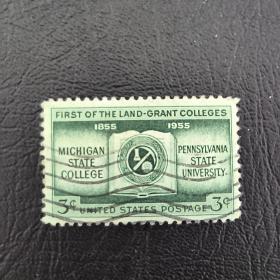 FIRST OF THE LAND-GRANT COLLEGES
1855 1955
MICHIGAN
STATE
COLLEGE
PENNSYLVANIA
STATE
UNIVERSITY
3¢ UNITED STATES POSTAGE 3¢